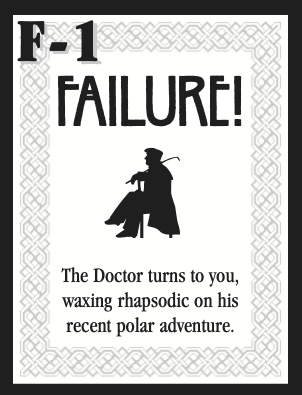 F-1
FAILURE!
The Doctor turns to you,
waxing rhapsodic on his
recent polar adventure.